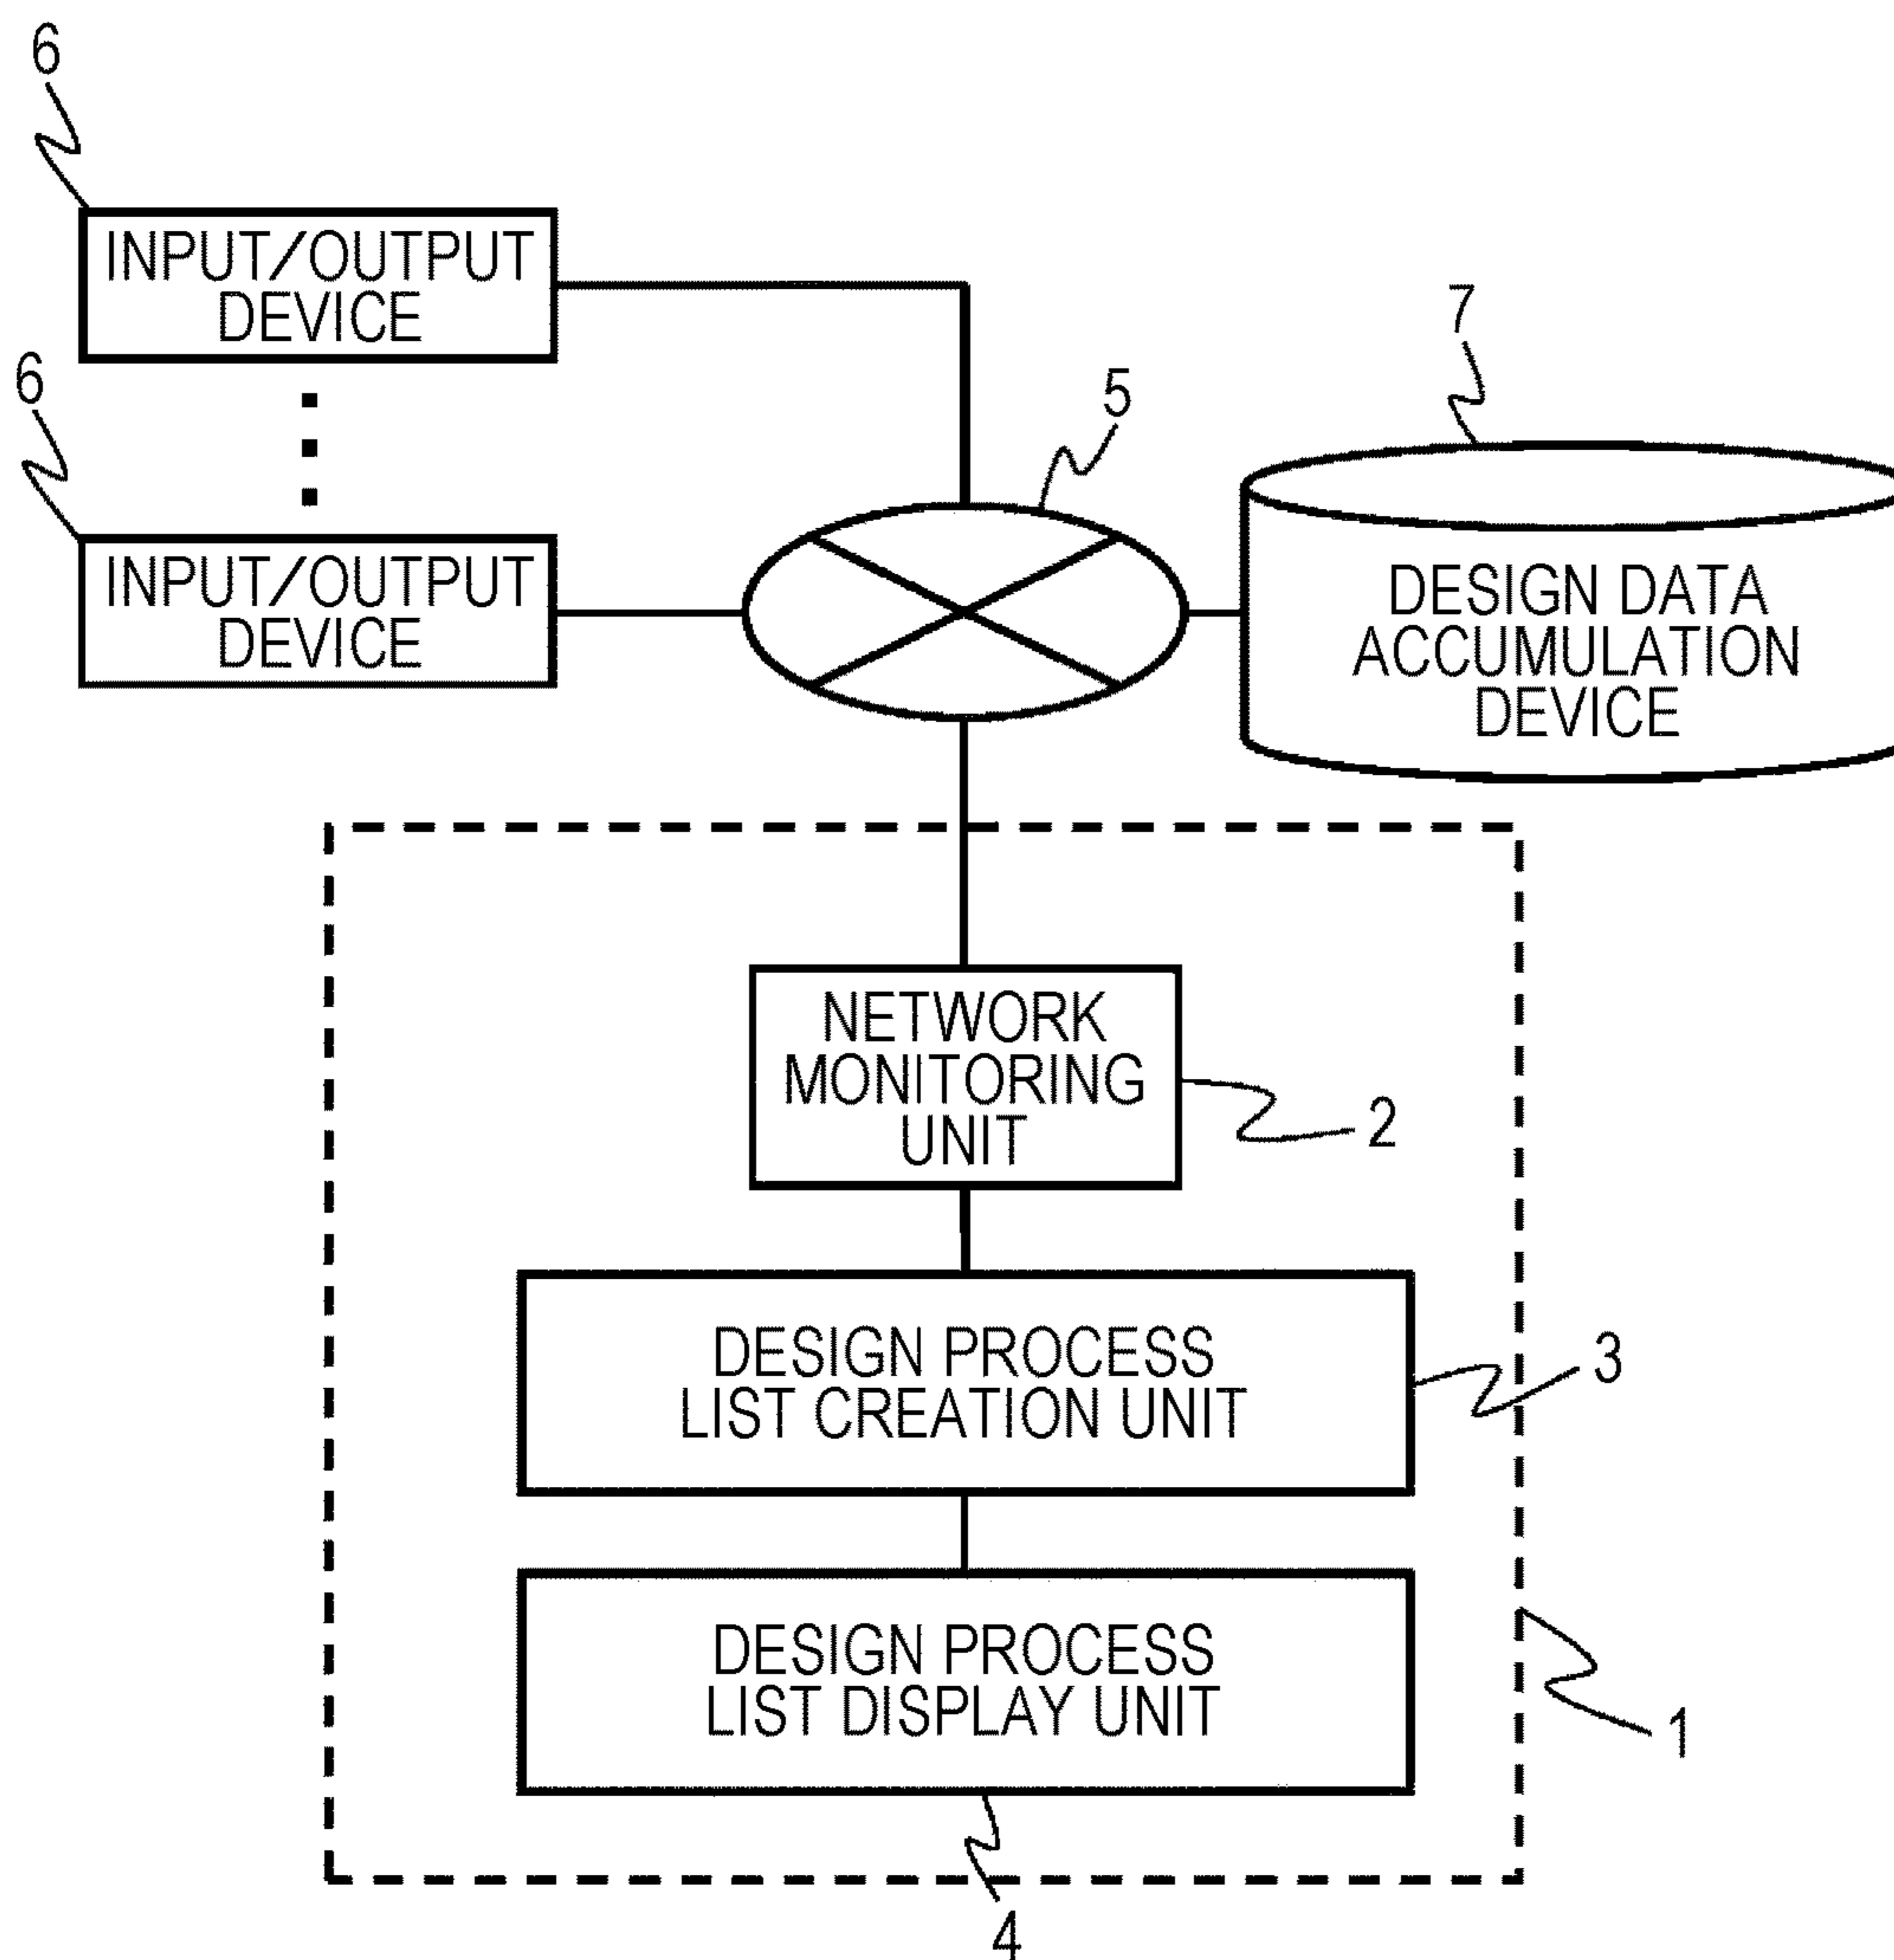 6
INPUT/OUTPUT
DEVICE
6
INPUT/OUTPUT
DEVICE
5
7
DESIGN DATA
ACCUMULATION
DEVICE
NETWORK
MONITORING
UNIT
2
DESIGN PROCESS
LIST CREATION UNIT
3
DESIGN PROCESS
LIST DISPLAY UNIT
1
4